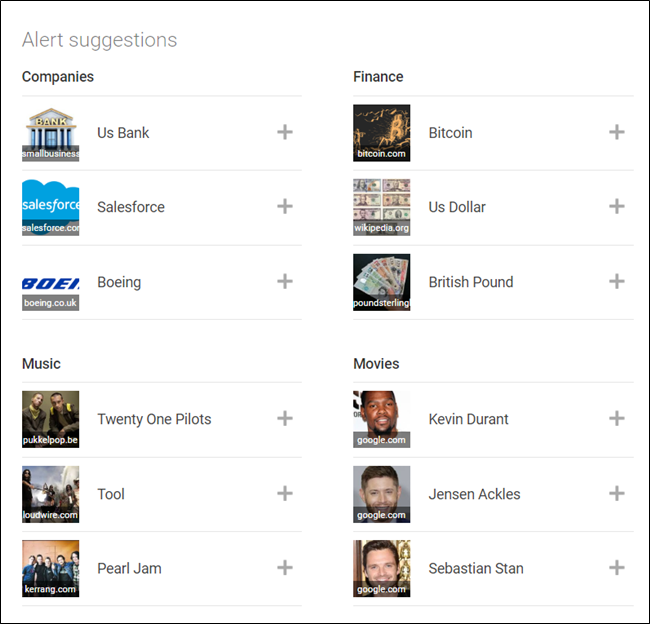 Alert suggestions
Companies
BANK
smallbusiness
Us Bank
salesforce
salesforce.com
Salesforce
BOEI
boeing.co.uk
Boeing
Finance
bitcoin.com
Bitcoin
wikipedia.org
Us Dollar
poundsterling
British Pound
Music
pukkelpop.be
Twenty One Pilots
loudwire.com
Tool
kerrang.com
Pearl Jam
Movies
google.com
Kevin Durant
google.com
Jensen Ackles
google.com
Sebastian Stan